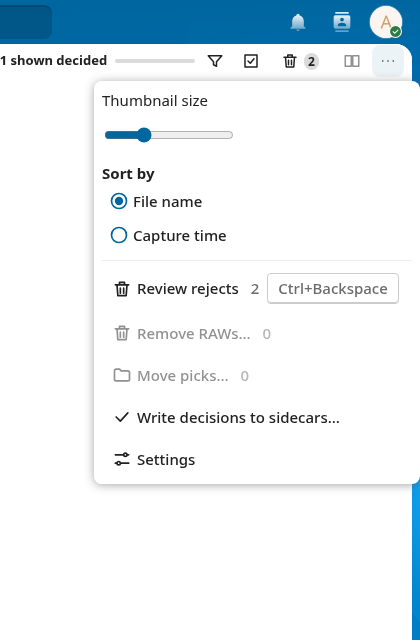 A
1 shown decided
2
Thumbnail size
Sort by
File name
Capture time
Review rejects 2 Ctrl+Backspace
Remove RAWs... 0
Move picks... 0
Write decisions to sidecars...
Settings